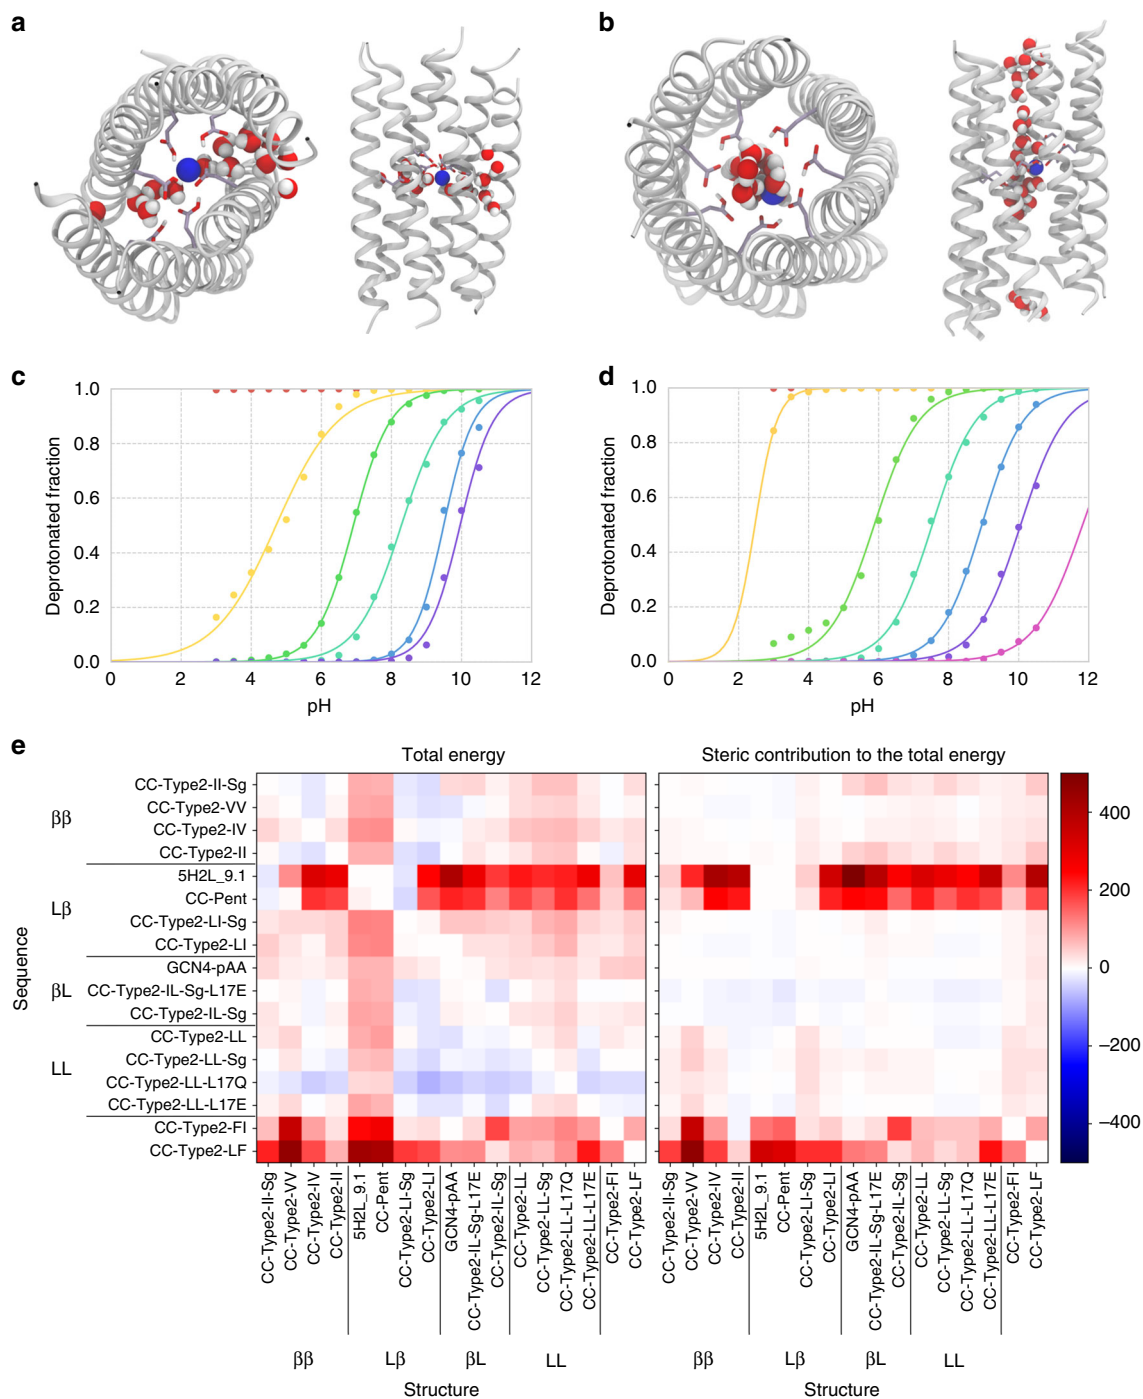 a
b
c
d
Deprotonated fraction
1.0
0.8
0.6
0.4
0.2
0.0
0 2 4 6 8 10 12
pH
Deprotonated fraction
1.0
0.8
0.6
0.4
0.2
0.0
0 2 4 6 8 10 12
pH
e
Total energy
Steric contribution to the total energy
Sequence
ββ
Lβ
βL
LL
CC-Type2-II-Sg
CC-Type2-VV
CC-Type2-IV
CC-Type2-II
5H2L_9.1
CC-Pent
CC-Type2-LI-Sg
CC-Type2-LI
GCN4-pAA
CC-Type2-IL-Sg-L17E
CC-Type2-IL-Sg
CC-Type2-LL
CC-Type2-LL-Sg
CC-Type2-LL-L17Q
CC-Type2-LL-L17E
CC-Type2-FI
CC-Type2-LF
400
200
0
−200
−400
CC-Type2-II-Sg
CC-Type2-VV
CC-Type2-IV
CC-Type2-II
5H2L_9.1
CC-Pent
CC-Type2-LI-Sg
CC-Type2-LI
GCN4-pAA
CC-Type2-IL-Sg-L17E
CC-Type2-IL-Sg
CC-Type2-LL
CC-Type2-LL-Sg
CC-Type2-LL-L17Q
CC-Type2-LL-L17E
CC-Type2-FI
CC-Type2-LF
ββ Lβ βL LL
Structure
CC-Type2-II-Sg
CC-Type2-VV
CC-Type2-IV
CC-Type2-II
5H2L_9.1
CC-Pent
CC-Type2-LI-Sg
CC-Type2-LI
GCN4-pAA
CC-Type2-IL-Sg-L17E
CC-Type2-IL-Sg
CC-Type2-LL
CC-Type2-LL-Sg
CC-Type2-LL-L17Q
CC-Type2-LL-L17E
CC-Type2-FI
CC-Type2-LF
ββ Lβ βL LL
Structure